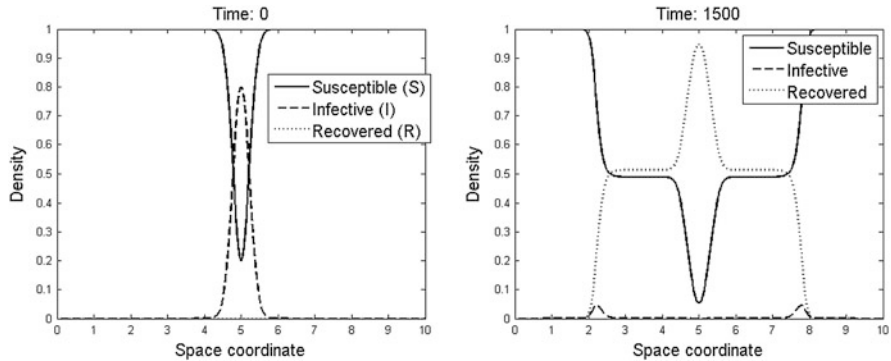 Time: 0
Density
1
0.9
0.8
0.7
0.6
0.5
0.4
0.3
0.2
0.1
0
Susceptible (S)
Infective (I)
Recovered (R)
0 1 2 3 4 5 6 7 8 9 10
Space coordinate
Time: 1500
Density
1
0.9
0.8
0.7
0.6
0.5
0.4
0.3
0.2
0.1
0
Susceptible
Infective
Recovered
0 1 2 3 4 5 6 7 8 9 10
Space coordinate